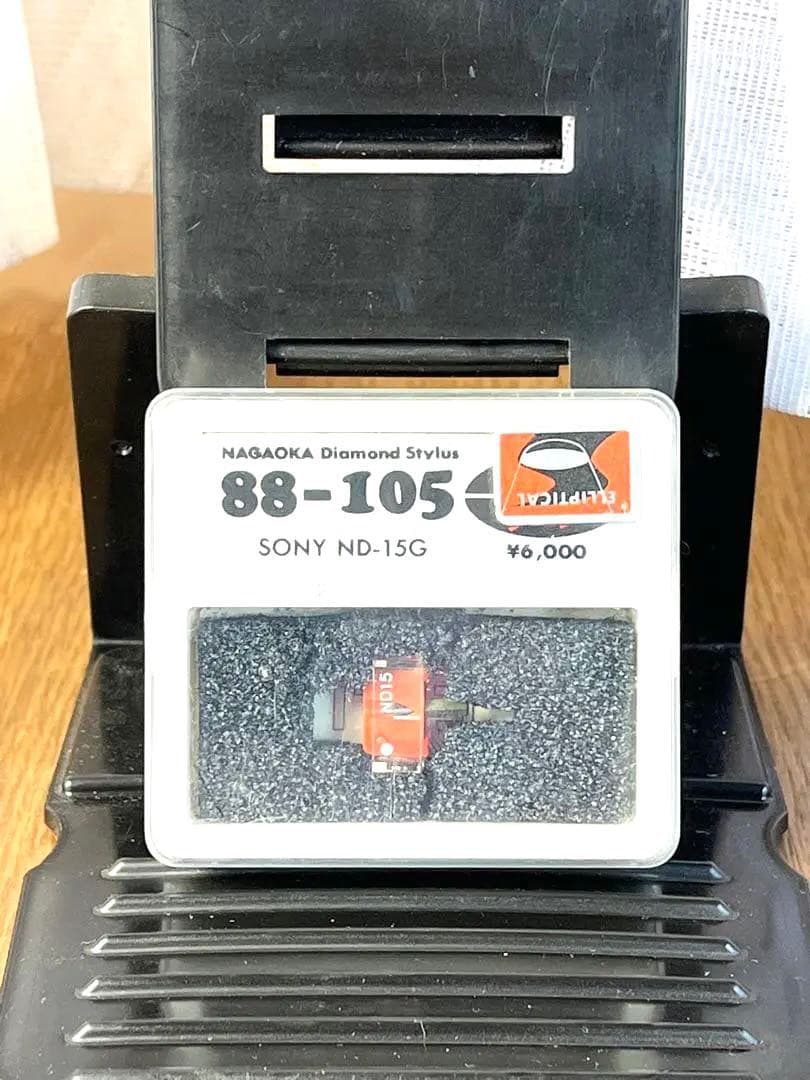 NAGAOKA Diamond Stylus
88-105
ELLIPTICAL
SONY ND-15G
¥6,000
ND15